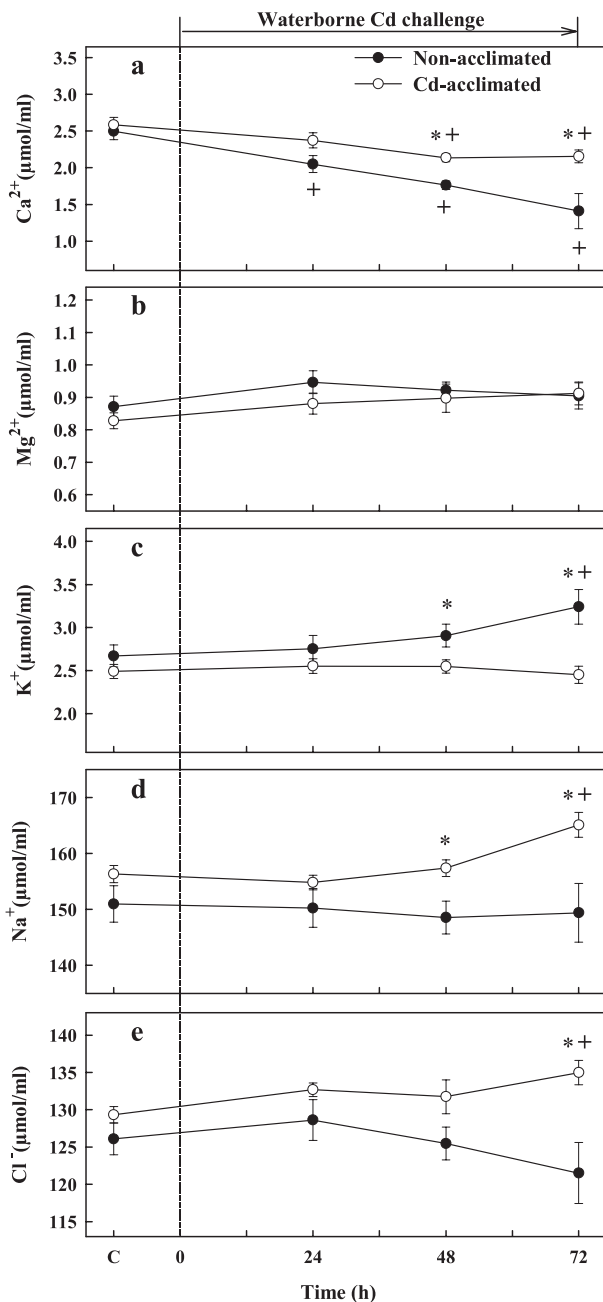 Waterborne Cd challenge
a
Non-acclimated
Cd-acclimated
3.5
3.0
2.5
2.0
1.5
1.0
Ca²⁺(μmol/ml)
* +
* +
+
+
+
b
1.2
1.1
1.0
0.9
0.8
0.7
0.6
Mg²⁺(μmol/ml)
c
4.0
3.5
3.0
2.5
2.0
K⁺(μmol/ml)
*
* +
d
170
160
150
140
Na⁺(μmol/ml)
*
* +
e
140
135
130
125
120
115
Cl⁻(μmol/ml)
* +
C 0 24 48 72
Time (h)